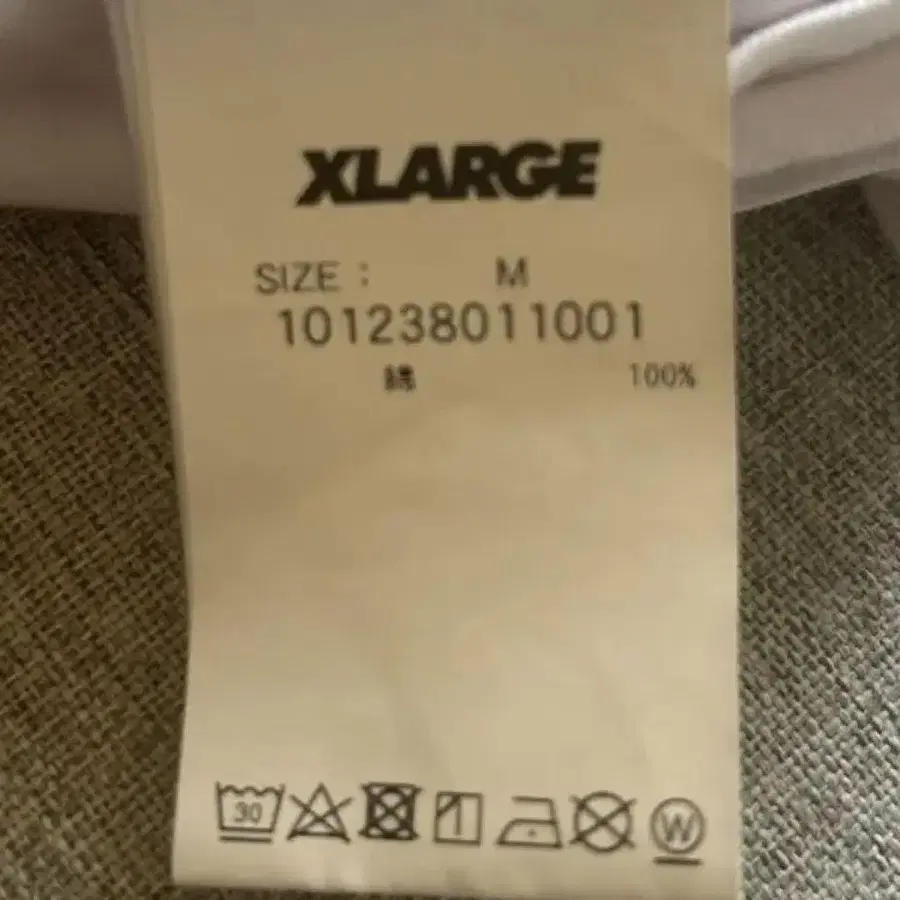 XLARGE
SIZE : M
101238011001
綿 100%
30
W